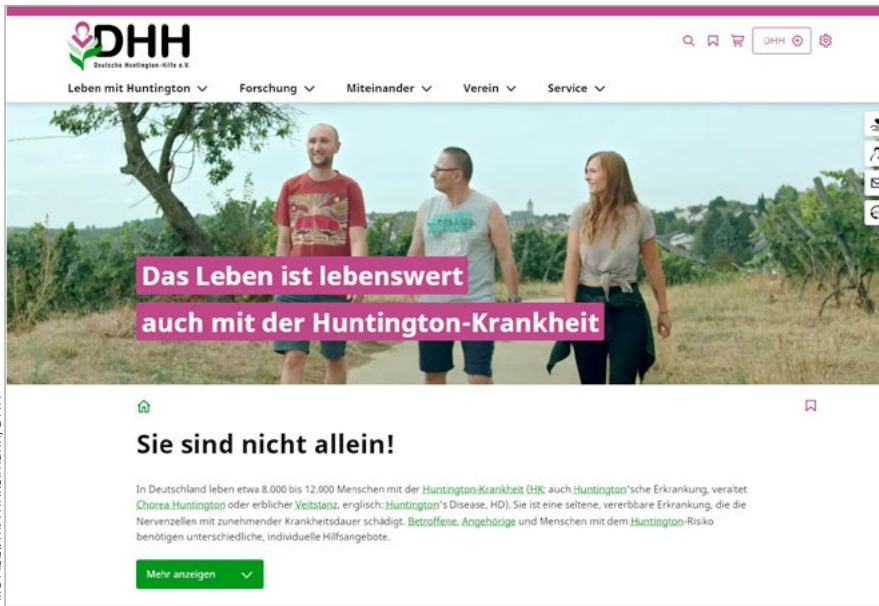 DHH
Deutsche Huntington-Hilfe e.V.
DHH
Leben mit Huntington
Forschung
Miteinander
Verein
Service
Das Leben ist lebenswert
auch mit der Huntington-Krankheit
Sie sind nicht allein!
In Deutschland leben etwa 8.000 bis 12.000 Menschen mit der Huntington-Krankheit (HK; auch Huntington'sche Erkrankung, veraltet
Chorea Huntington oder erblicher Veitstanz, englisch: Huntington's Disease, HD). Sie ist eine seltene, vererbbare Erkrankung, die die
Nervenzellen mit zunehmender Krankheitsdauer schädigt. Betroffene, Angehörige und Menschen mit dem Huntington-Risiko
benötigen unterschiedliche, individuelle Hilfsangebote.
Mehr anzeigen